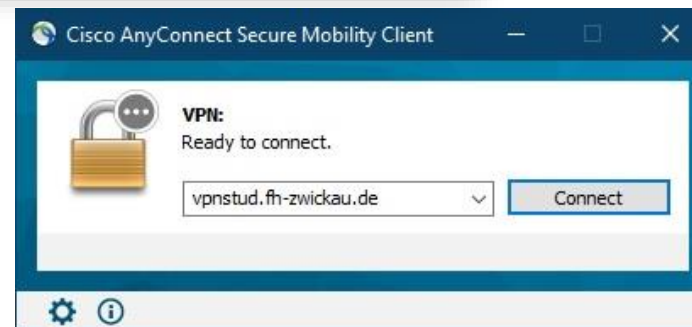 Cisco AnyConnect Secure Mobility Client
VPN:
Ready to connect.
vpnstud.fh-zwickau.de
Connect